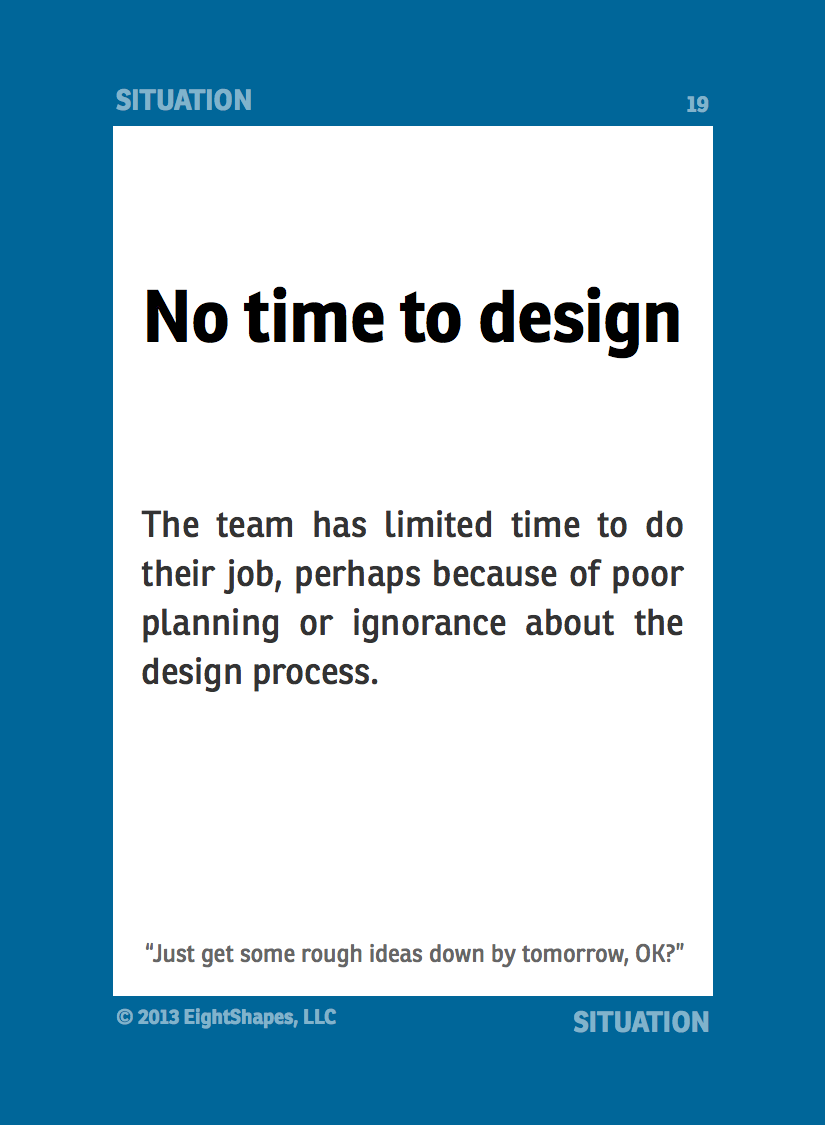 SITUATION
19
No time to design
The team has limited time to do
their job, perhaps because of poor
planning or ignorance about the
design process.
“Just get some rough ideas down by tomorrow, OK?”
© 2013 EightShapes, LLC
SITUATION